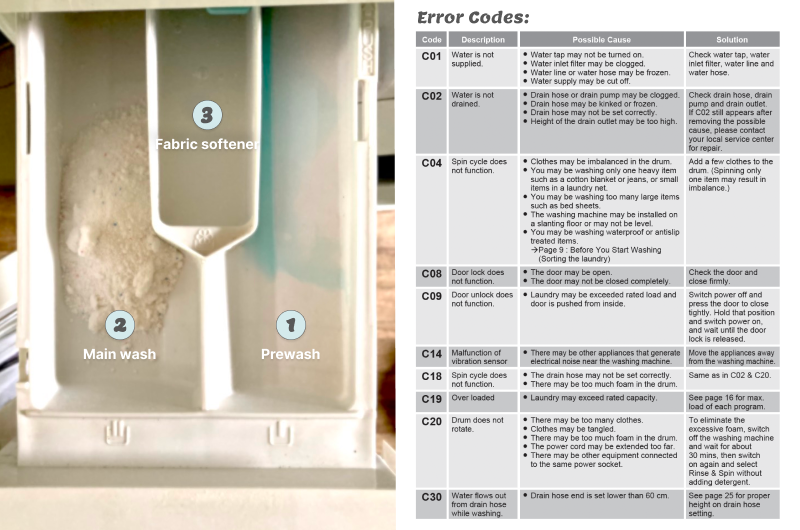 3
Fabric softener
2
Main wash
1
Prewash
Error Codes:
Code Description Possible Cause Solution
C01
Water is not
supplied.
• Water tap may not be turned on.
• Water inlet filter may be clogged.
• Water line or water hose may be frozen.
• Water supply may be cut off.
Check water tap, water
inlet filter, water line and
water hose.
C02
Water is not
drained.
• Drain hose or drain pump may be clogged.
• Drain hose may be kinked or frozen.
• Drain hose may not be set correctly.
• Height of the drain outlet may be too high.
Check drain hose, drain
pump and drain outlet.
If C02 still appears after
removing the possible
cause, please contact
your local service center
for repair.
C04
Spin cycle does
not function.
• Clothes may be imbalanced in the drum.
• You may be washing only one heavy item
such as a cotton blanket or jeans, or small
items in a laundry net.
• You may be washing too many large items
such as bed sheets.
• The washing machine may be installed on
a slanting floor or may not be level.
• You may be washing waterproof or antislip
treated items.
→Page 9 : Before You Start Washing
(Sorting the laundry)
Add a few clothes to the
drum. (Spinning only
one item may result in
imbalance.)
C08
Door lock does
not function.
• The door may be open.
• The door may not be closed completely.
Check the door and
close firmly.
C09
Door unlock does
not function.
• Laundry may be exceeded rated load and
door is pushed from inside.
Switch power off and
press the door to close
tightly. Hold that position
and switch power on,
and wait until the door
lock is released.
C14
Malfunction of
vibration sensor
• There may be other appliances that generate
electrical noise near the washing machine.
Move the appliances away
from the washing machine.
C18
Spin cycle does
not function.
• The drain hose may not be set correctly.
• There may be too much foam in the drum.
Same as in C02 & C20.
C19
Over loaded
• Laundry may exceed rated capacity.
See page 16 for max.
load of each program.
C20
Drum does not
rotate.
• There may be too many clothes.
• Clothes may be tangled.
• There may be too much foam in the drum.
• The power cord may be extended too far.
• There may be other equipment connected
to the same power socket.
To eliminate the
excessive foam, switch
off the washing machine
and wait for about
30 mins, then switch
on again and select
Rinse & Spin without
adding detergent.
C30
Water flows out
from drain hose
while washing.
• Drain hose end is set lower than 60 cm.
See page 25 for proper
height on drain hose
setting.